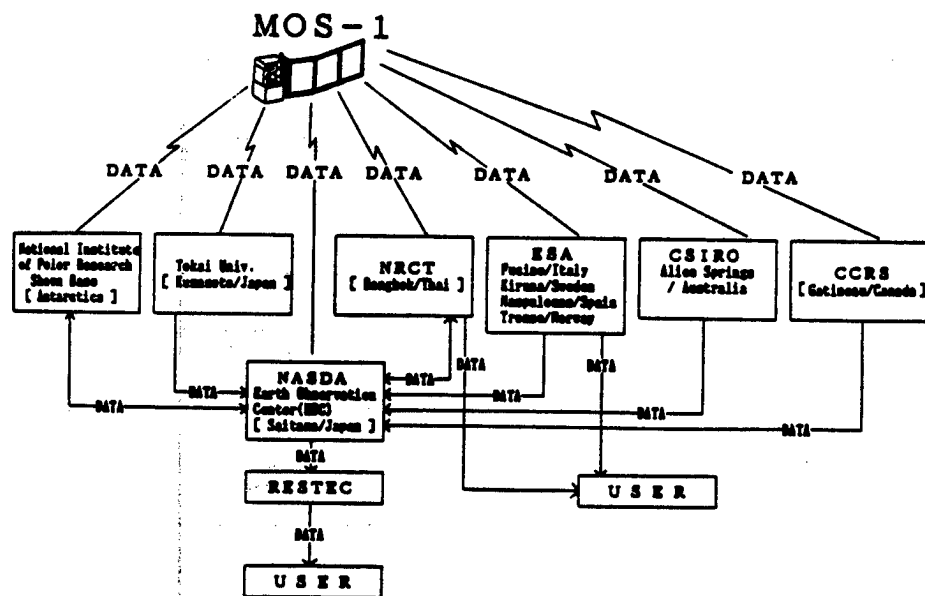 MOS-1
DATA
DATA
DATA
DATA
DATA
DATA
DATA
National Institute
of Polar Research
Showa Base
[ Antarctica ]
Tokai Univ.
[ Kumamoto/Japan ]
NRCT
[ Bangkok/Thai ]
ESA
Fucino/Italy
Kiruna/Sweden
Maspalomas/Spain
Tromso/Norway
CSIRO
Alice Springs
/ Australia
CCRS
[ Gatineau/Canada ]
NASDA
Earth Observation
Center(EOC)
[ Saitama/Japan ]
DATA
DATA
DATA
DATA
DATA
DATA
DATA
DATA
RESTEC
DATA
USER
USER